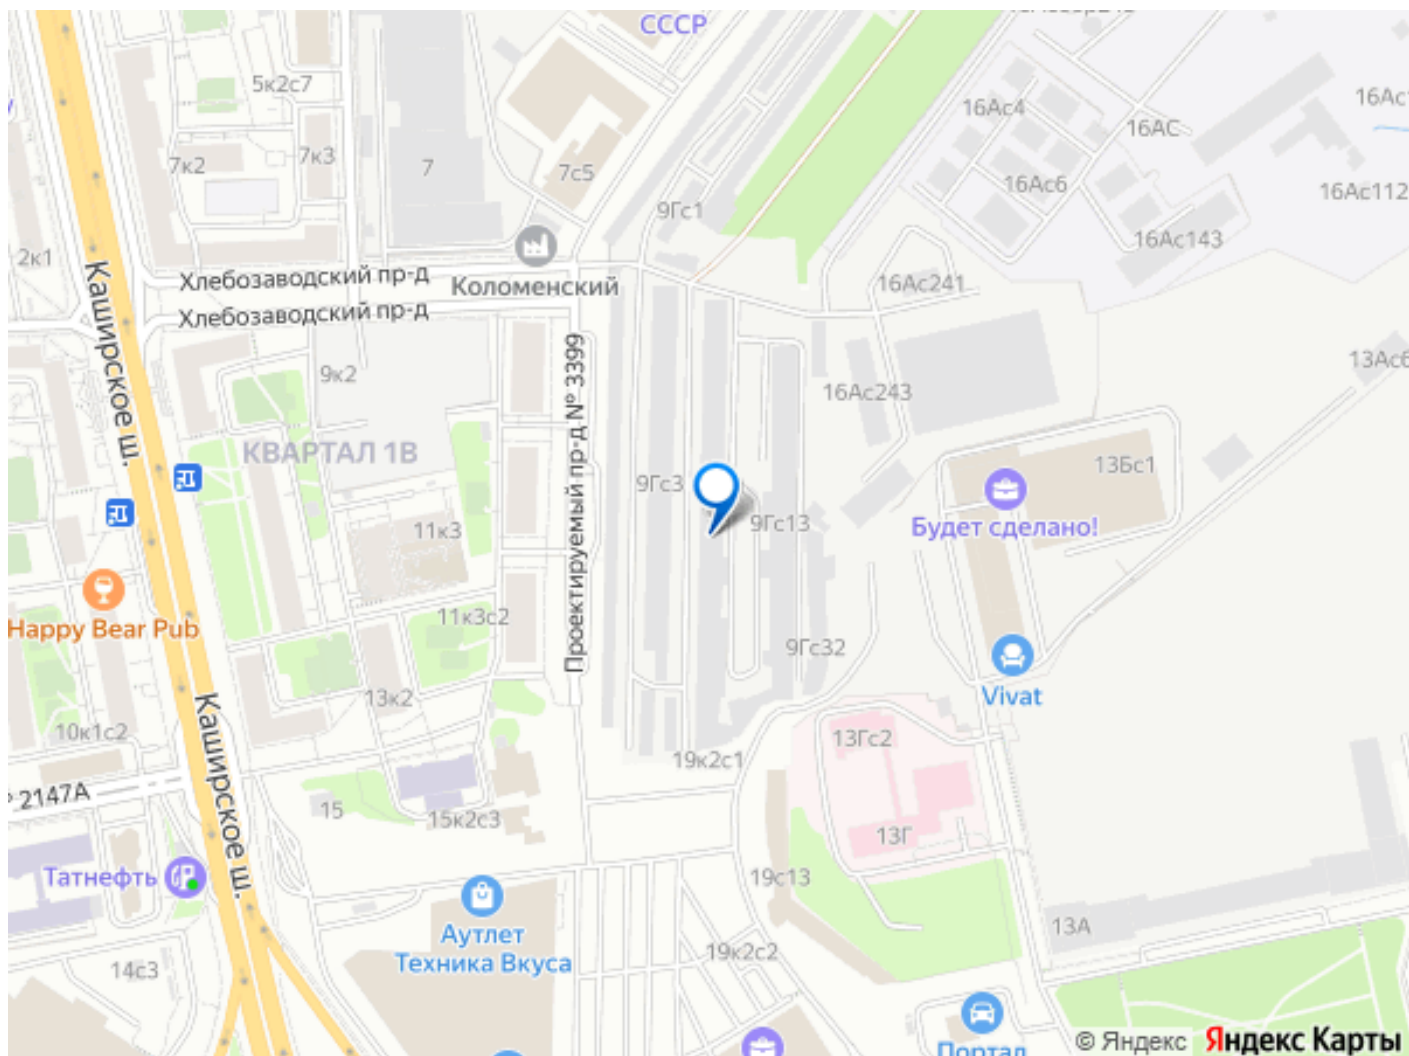 СССР
5к2с7
16Ас4
16АС
7к2
7к3
7
7с5
16Ас6
16Ас112
9Гс1
16Ас143
2к1
Хлебозаводский пр-д
Коломенский
16Ас241
Хлебозаводский пр-д
Каширское ш.
Проектируемый пр-д № 3399
9к2
16Ас243
13Ас6
КВАРТАЛ 1В
13Бс1
9Гс3
9Гс13
Будет сделано!
11к3
Happy Bear Pub
11к3с2
9Гс32
Vivat
13к2
Каширское ш.
10к1с2
13Гс2
19к2с1
2147А
15
15к2с3
13Г
Татнефть
19с13
13А
Аутлет
Техника Вкуса
19к2с2
14с3
Портал
© Яндекс Яндекс Карты